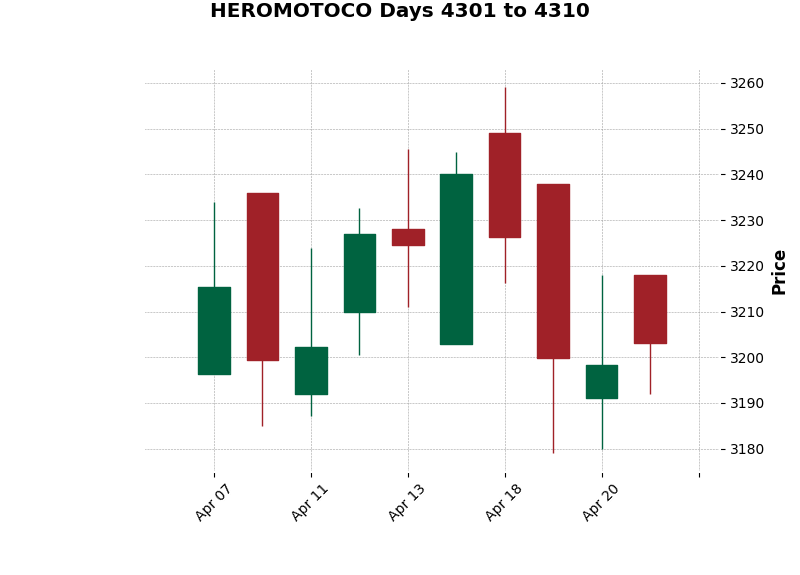 HEROMOTOCO Days 4301 to 4310
3260
3250
3240
3230
3220
3210
3200
3190
3180
Price
Apr 07
Apr 11
Apr 13
Apr 18
Apr 20